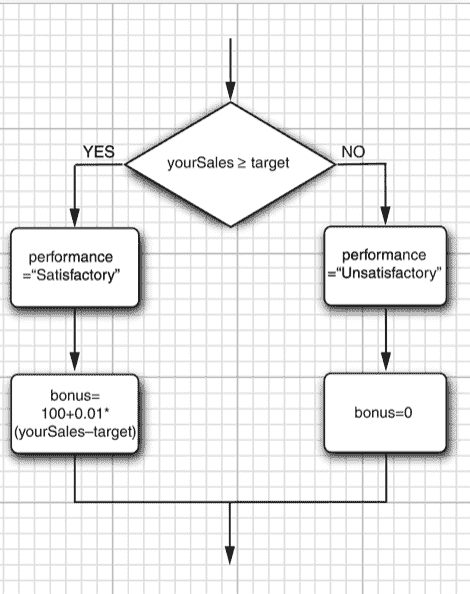 yourSales ≥ target
YES
NO
performance
="Satisfactory"
performance
="Unsatisfactory"
bonus=
100+0.01*
(yourSales–target)
bonus=0